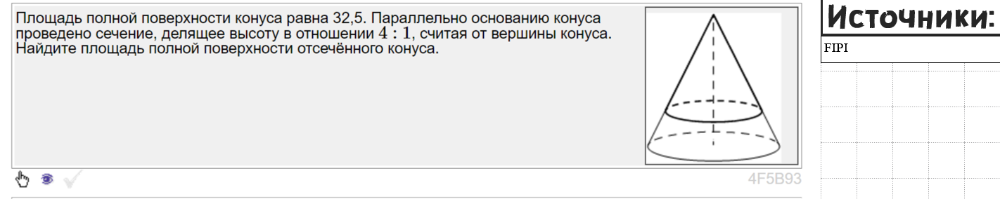 Площадь полной поверхности конуса равна 32,5. Параллельно основанию конуса
проведено сечение, делящее высоту в отношении 4 : 1, считая от вершины конуса.
Найдите площадь полной поверхности отсечённого конуса.
4F5B93
Источники:
FIPI